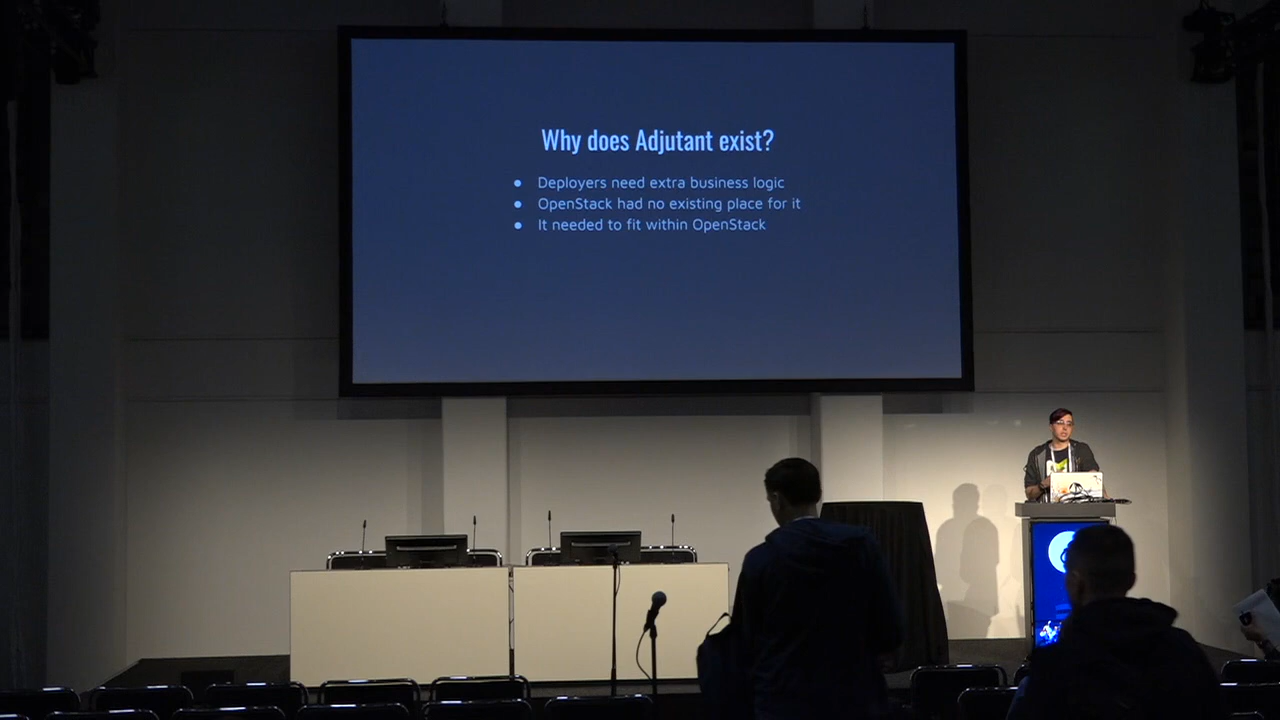 Why does Adjutant exist?
● Deployers need extra business logic
● OpenStack had no existing place for it
● It needed to fit within OpenStack